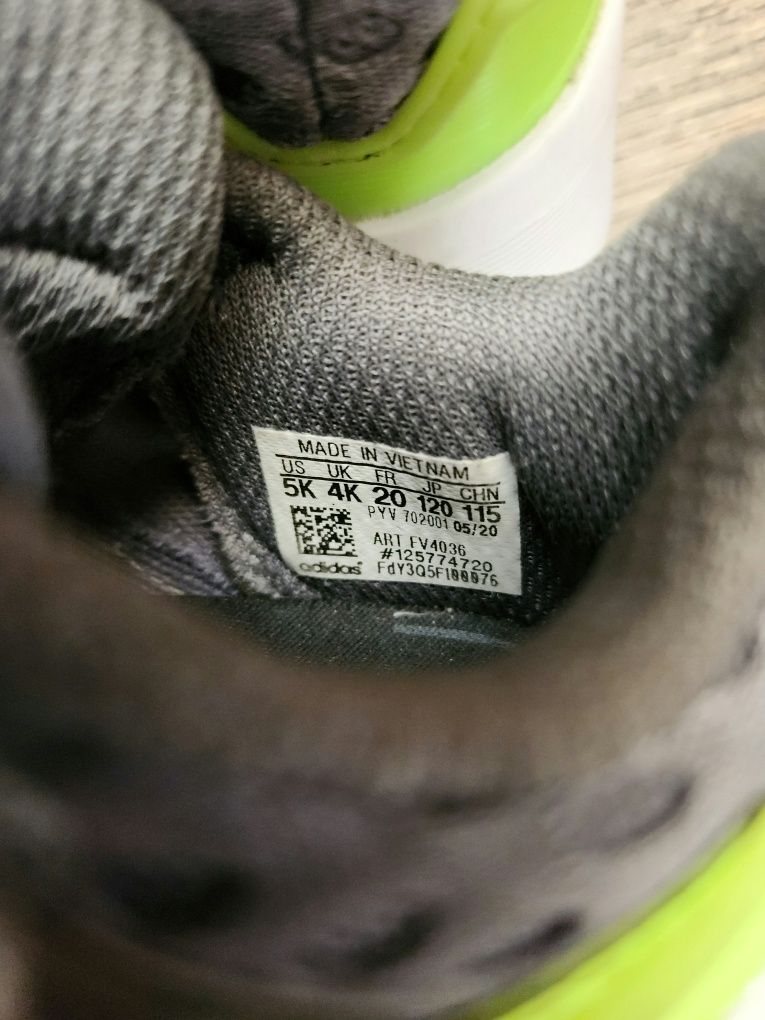 MADE IN VIETNAM
US UK FR JP CHN
5K 4K 20 120 115
PYV 702001 05/20
ART FV4036
#125774720
adidas FdY3Q5F100076